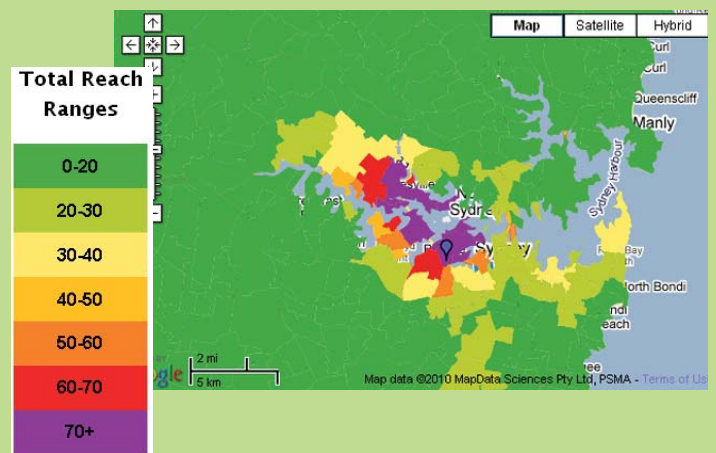 Map Satellite Hybrid
Curl
Curl
Queenscliff
Manly
Sydney Harbour
Total Reach
Ranges
0-20
20-30
30-40
40-50
50-60
60-70
70+
Sydney
Bay
North Bondi
2 mi
5 km
Map data ©2010 MapData Sciences Pty Ltd, PSMA - Terms of Us